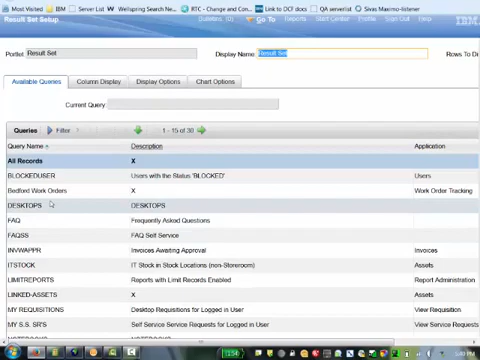 Most Visited IBM Server List Wellspring Search Ne... RTC - Change and Con... IBM Link to DCF docs QA serverlist Sivas Maximo-listener
Result Set Setup Bulletins: (0) Go To Reports Start Center Profile Sign Out IBM
Portlet Result Set Display Name: Result Set Rows To Di
Available Queries Column Display Display Options Chart Options
Current Query:
Queries Filter 1 - 15 of 30
Query Name Description Application
All Records X
BLOCKEDUSER Users with the Status 'BLOCKED' Users
Bedford Work Orders X Work Order Tracking
DESKTOPS DESKTOPS
FAQ Frequently Asked Questions
FAQSS FAQ Self Service
INVWAPPR Invoices Awaiting Approval Invoices
ITSTOCK IT Stock in Stock Locations (non-Storeroom) Assets
LIMITREPORTS Reports with Limit Records Enabled Report Administration
LINKED-ASSETS X Assets
MY REQUISITIONS Desktop Requisitions for Logged in User View Requisition
MY S.S. SR'S Self Service Service Requests for Logged in User View Service Requests